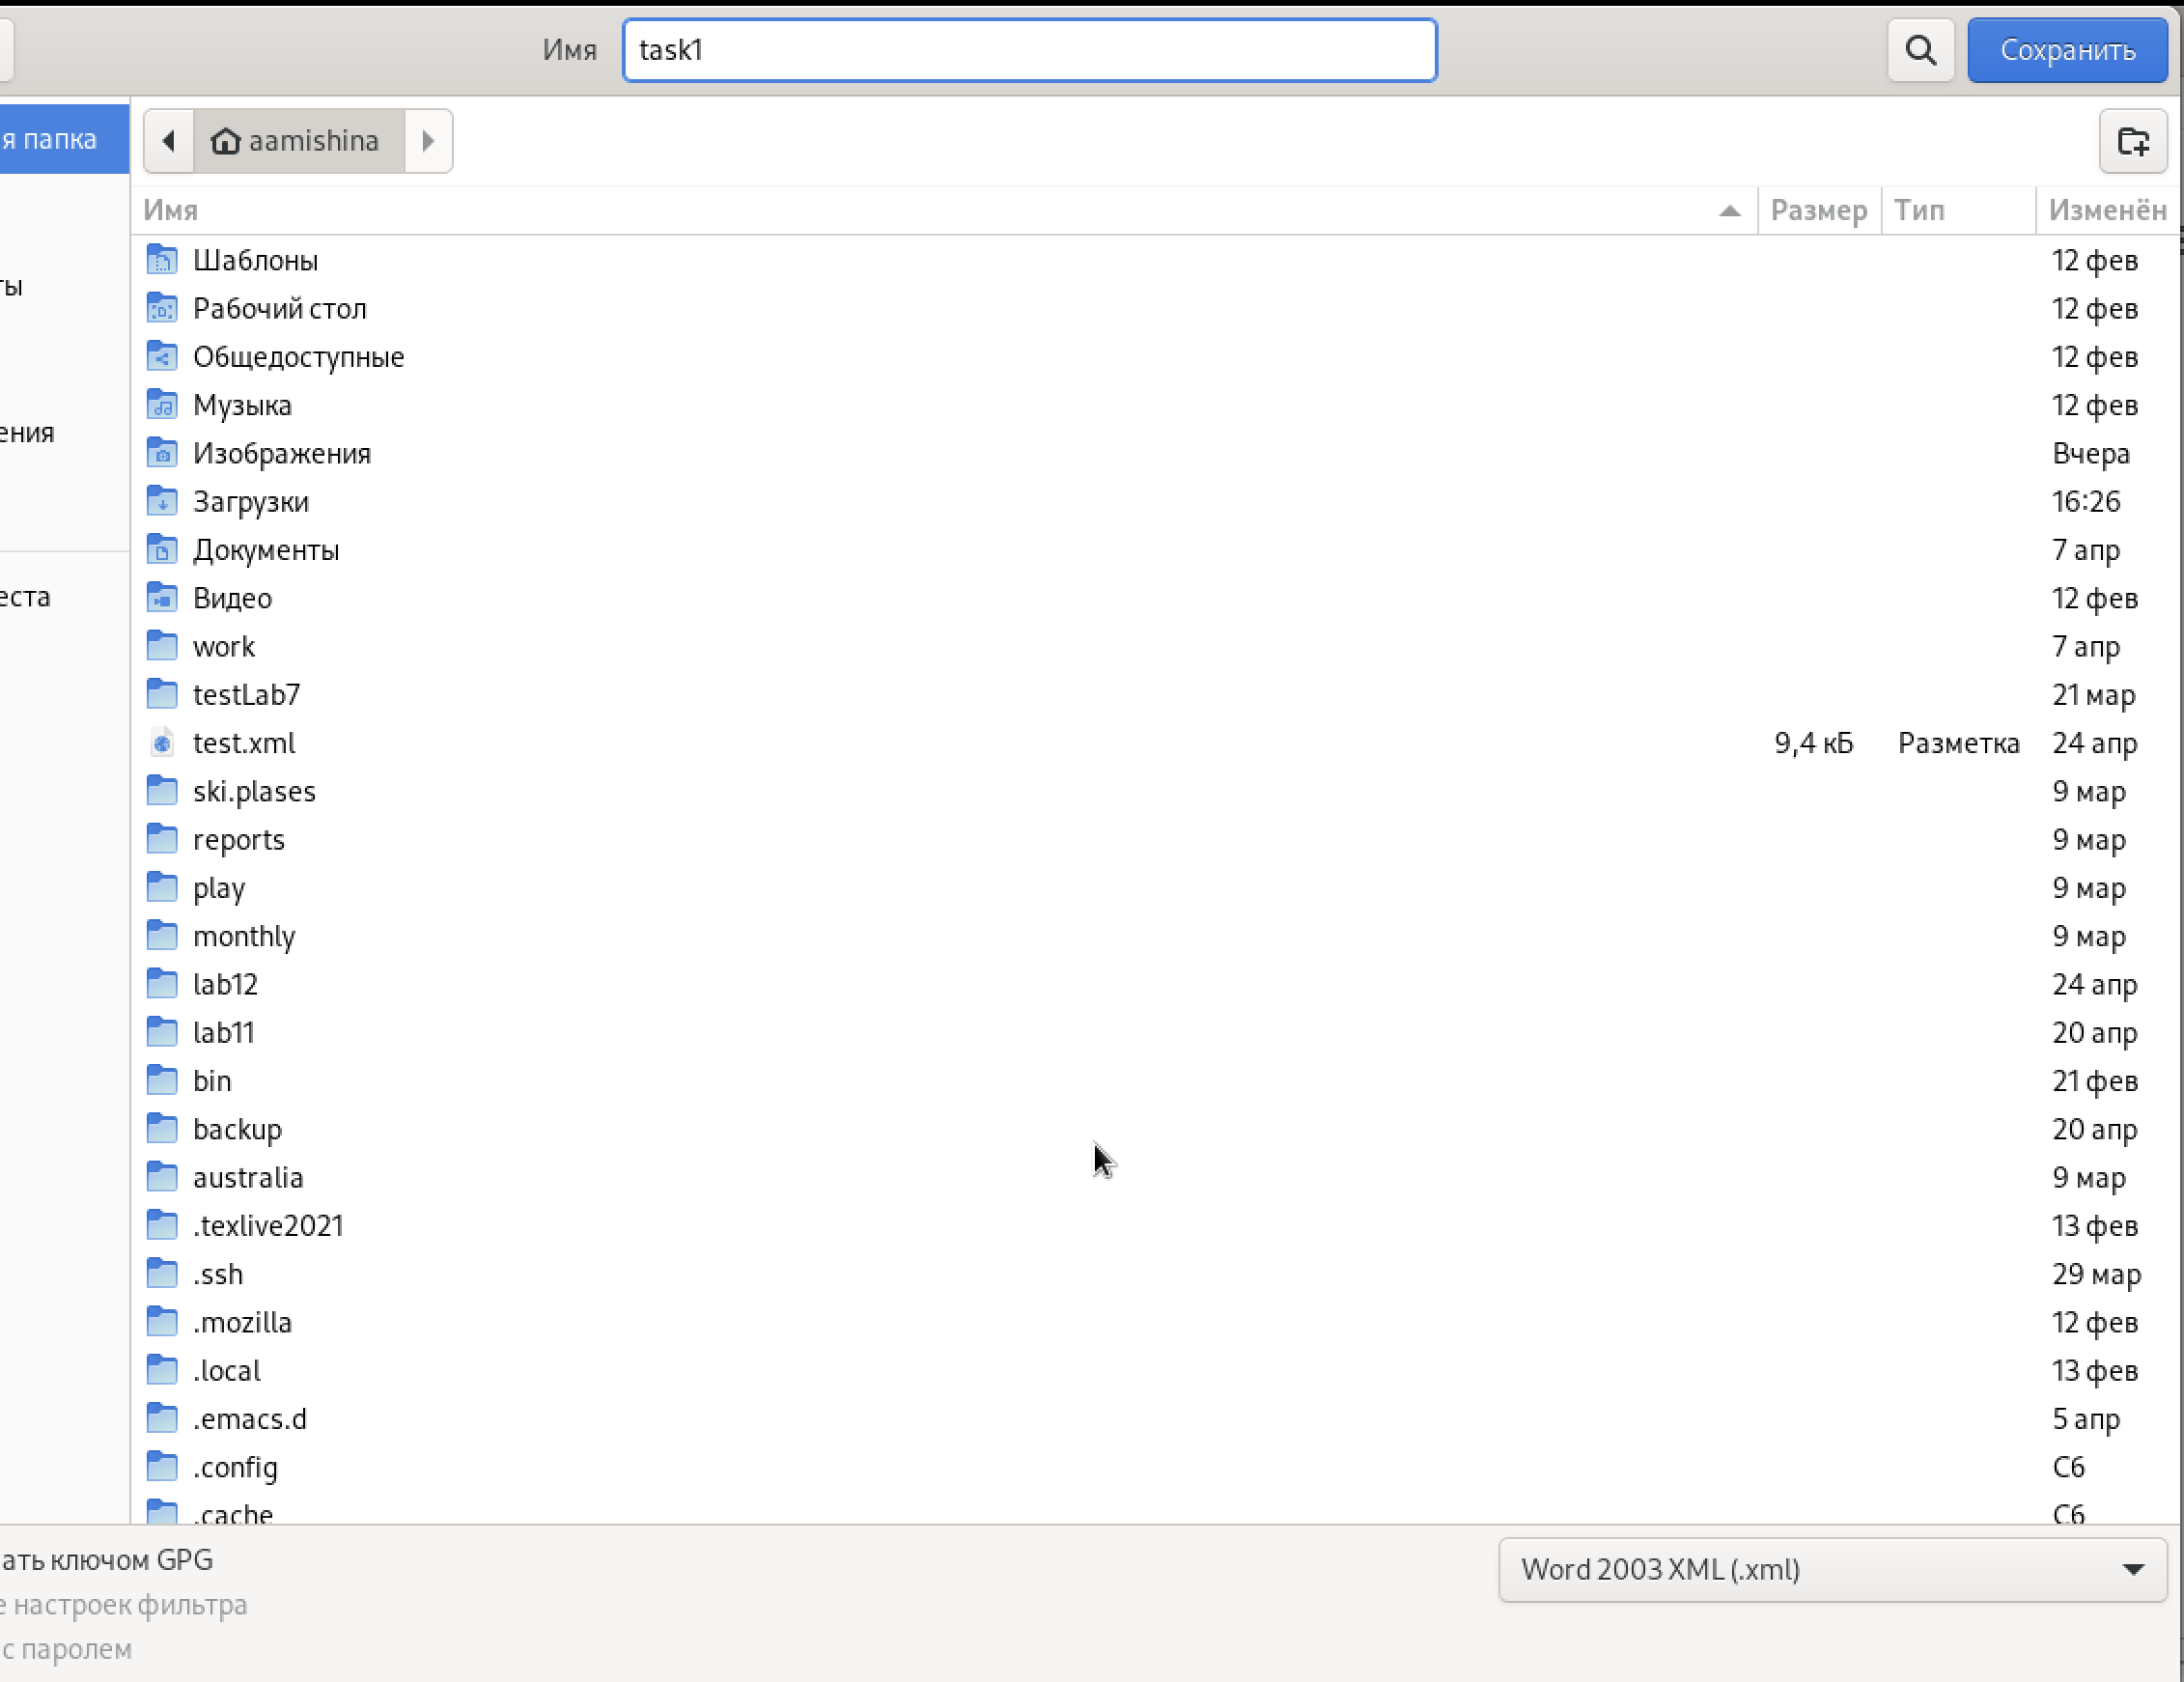 Имя task1 Сохранить
я папка aamishina
Имя Размер Тип Изменён
Шаблоны 12 фев
ты
Рабочий стол 12 фев
Общедоступные 12 фев
Музыка 12 фев
ения
Изображения Вчера
Загрузки 16:26
Документы 7 апр
еста
Видео 12 фев
work 7 апр
testLab7 21 мар
test.xml 9,4 кБ Разметка 24 апр
ski.plases 9 мар
reports 9 мар
play 9 мар
monthly 9 мар
lab12 24 апр
lab11 20 апр
bin 21 фев
backup 20 апр
australia 9 мар
.texlive2021 13 фев
.ssh 29 мар
.mozilla 12 фев
.local 13 фев
.emacs.d 5 апр
.config Сб
.cache Сб
ать ключом GPG Word 2003 XML (.xml)
е настроек фильтра
с паролем